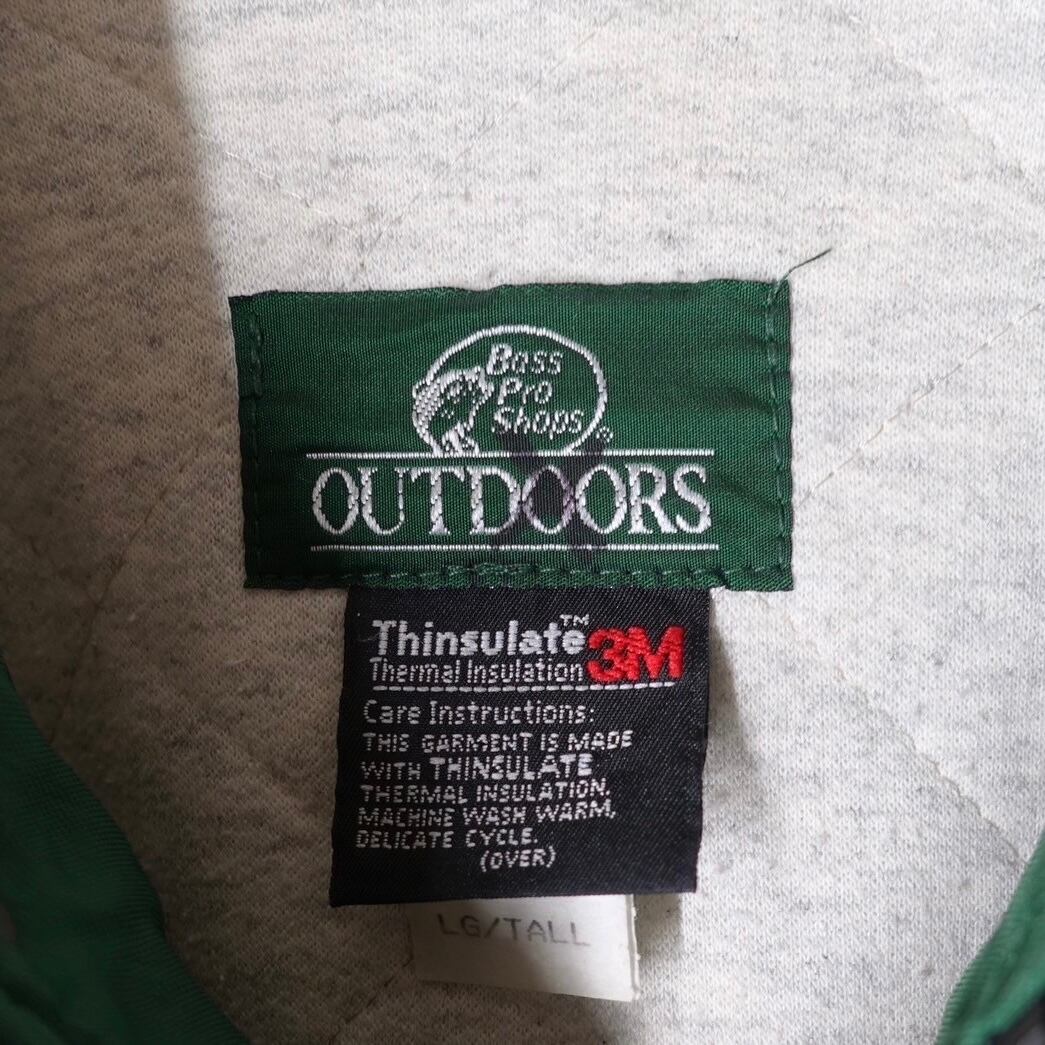 Bass
Pro
Shops®
OUTDOORS
Thinsulate™ 3M
Thermal Insulation
Care Instructions:
THIS GARMENT IS MADE
WITH THINSULATE
THERMAL INSULATION.
MACHINE WASH WARM,
DELICATE CYCLE.
(OVER)
LG/TALL